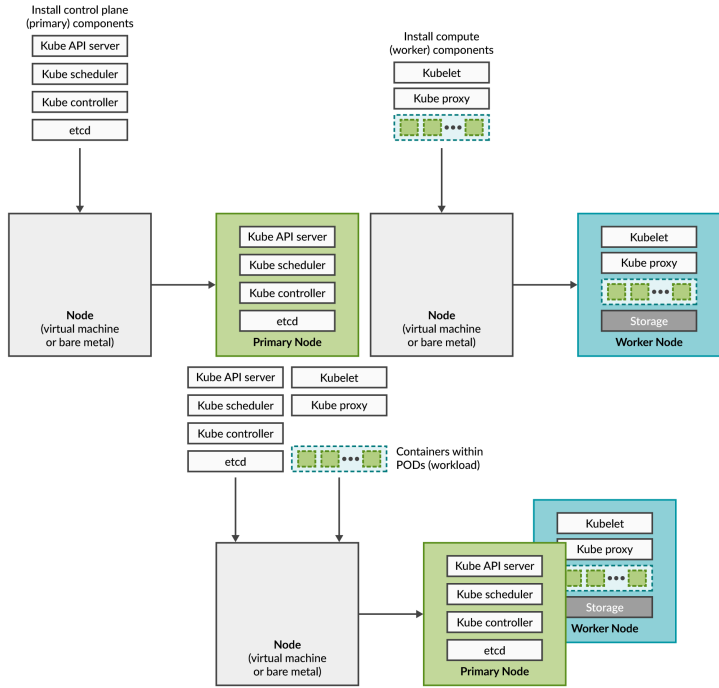 Install control plane
(primary) components
Kube API server
Kube scheduler
Kube controller
etcd
Install compute
(worker) components
Kubelet
Kube proxy
Node
(virtual machine
or bare metal)
Kube API server
Kube scheduler
Kube controller
etcd
Primary Node
Node
(virtual machine
or bare metal)
Kubelet
Kube proxy
Storage
Worker Node
Kube API server
Kube scheduler
Kube controller
etcd
Kubelet
Kube proxy
Containers within
PODs (workload)
Node
(virtual machine
or bare metal)
Kube API server
Kube scheduler
Kube controller
etcd
Primary Node
Kubelet
Kube proxy
Storage
Worker Node